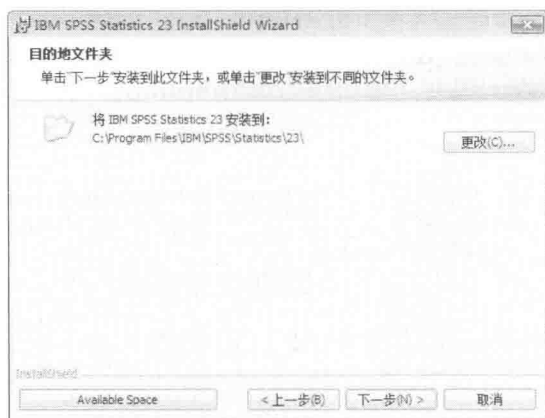 IBM SPSS Statistics 23 InstallShield Wizard
目的地文件夹
单击"下一步"安装到此文件夹，或单击"更改"安装到不同的文件夹。
将 IBM SPSS Statistics 23 安装到：
C:\Program Files\IBM\SPSS\Statistics\23\
更改(C)...
InstallShield
Available Space
< 上一步(B)
下一步(N) >
取消